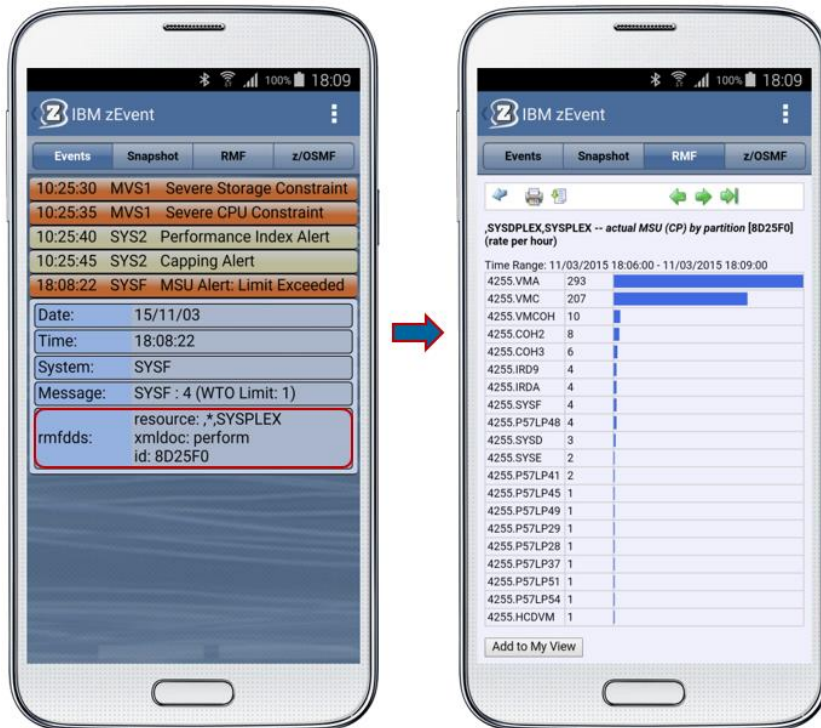 100% 18:09
Z IBM zEvent
Events Snapshot RMF z/OSMF
10:25:30 MVS1 Severe Storage Constraint
10:25:35 MVS1 Severe CPU Constraint
10:25:40 SYS2 Performance Index Alert
10:25:45 SYS2 Capping Alert
18:08:22 SYSF MSU Alert: Limit Exceeded
Date: 15/11/03
Time: 18:08:22
System: SYSF
Message: SYSF : 4 (WTO Limit: 1)
rmfdds: resource: ,*,SYSPLEX
xmldoc: perform
id: 8D25F0
100% 18:09
Z IBM zEvent
Events Snapshot RMF z/OSMF
,SYSDPLEX,SYSPLEX -- actual MSU (CP) by partition [8D25F0]
(rate per hour)
Time Range: 11/03/2015 18:06:00 - 11/03/2015 18:09:00
4255.VMA 293
4255.VMC 207
4255.VMCOH 10
4255.COH2 8
4255.COH3 6
4255.IRD9 4
4255.IRDA 4
4255.SYSF 4
4255.P57LP48 4
4255.SYSD 3
4255.SYSE 2
4255.P57LP41 2
4255.P57LP45 1
4255.P57LP49 1
4255.P57LP29 1
4255.P57LP28 1
4255.P57LP37 1
4255.P57LP51 1
4255.P57LP54 1
4255.HCDVM 1
Add to My View